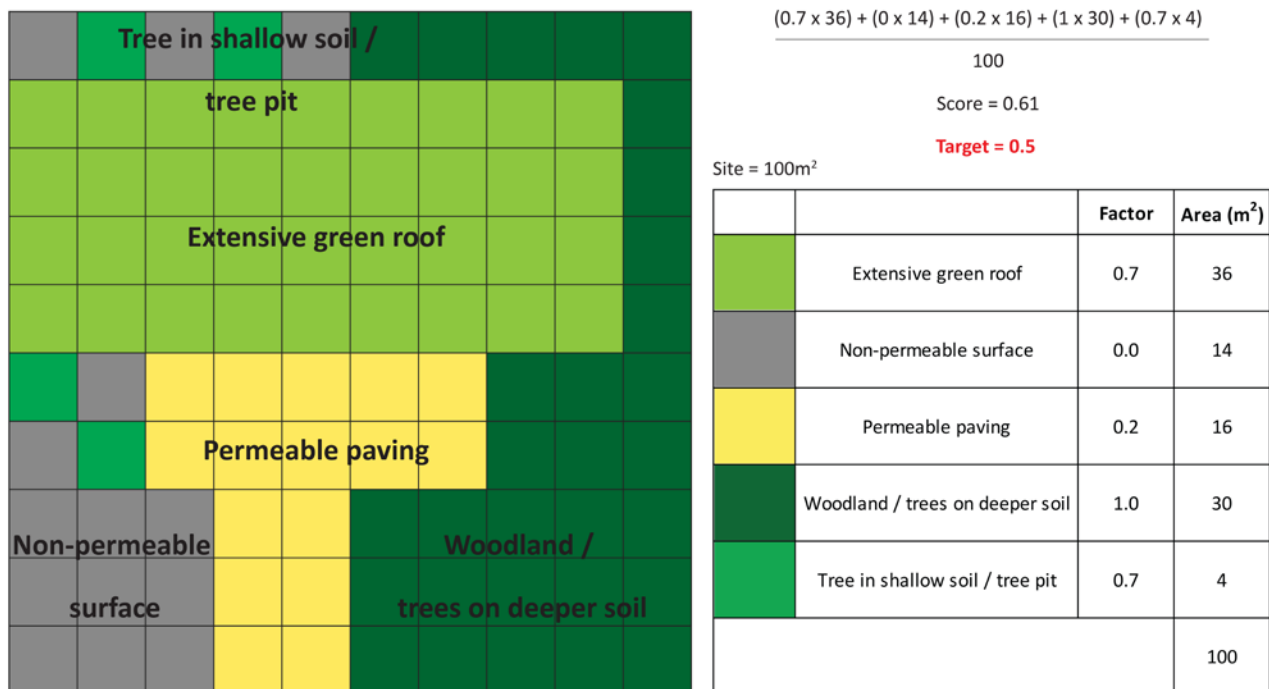 Tree in shallow soil /
tree pit
Extensive green roof
Permeable paving
Non-permeable
surface
Woodland /
trees on deeper soil
(0.7 x 36) + (0 x 14) + (0.2 x 16) + (1 x 30) + (0.7 x 4)
100
Score = 0.61
Target = 0.5
Site = 100m²
Factor Area (m²)
Extensive green roof 0.7 36
Non-permeable surface 0.0 14
Permeable paving 0.2 16
Woodland / trees on deeper soil 1.0 30
Tree in shallow soil / tree pit 0.7 4
100